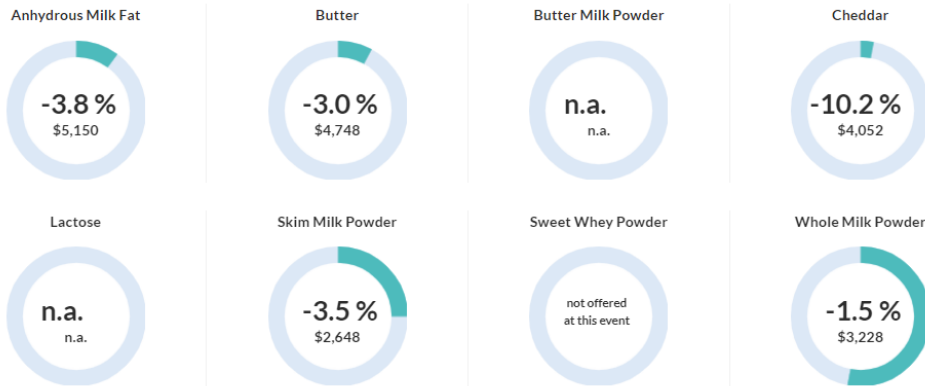 Anhydrous Milk Fat
-3.8 %
$5,150
Butter
-3.0 %
$4,748
Butter Milk Powder
n.a.
n.a.
Cheddar
-10.2 %
$4,052
Lactose
n.a.
n.a.
Skim Milk Powder
-3.5 %
$2,648
Sweet Whey Powder
not offered
at this event
Whole Milk Powder
-1.5 %
$3,228